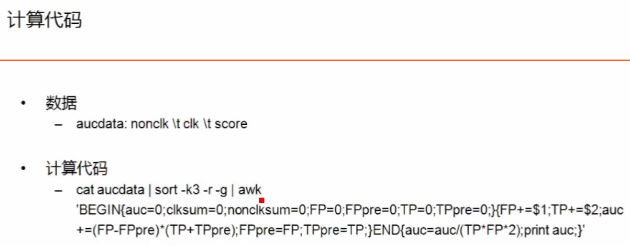 计算代码
• 数据
– aucdata: nonclk \t clk \t score
• 计算代码
– cat aucdata | sort -k3 -r -g | awk
'BEGIN{auc=0;clksum=0;nonclksum=0;FP=0;FPpre=0;TP=0;TPpre=0;}{FP+=$1;TP+=$2;auc
+=(FP-FPpre)*(TP+TPpre);FPpre=FP;TPpre=TP;}END{auc=auc/(TP*FP*2);print auc;}'